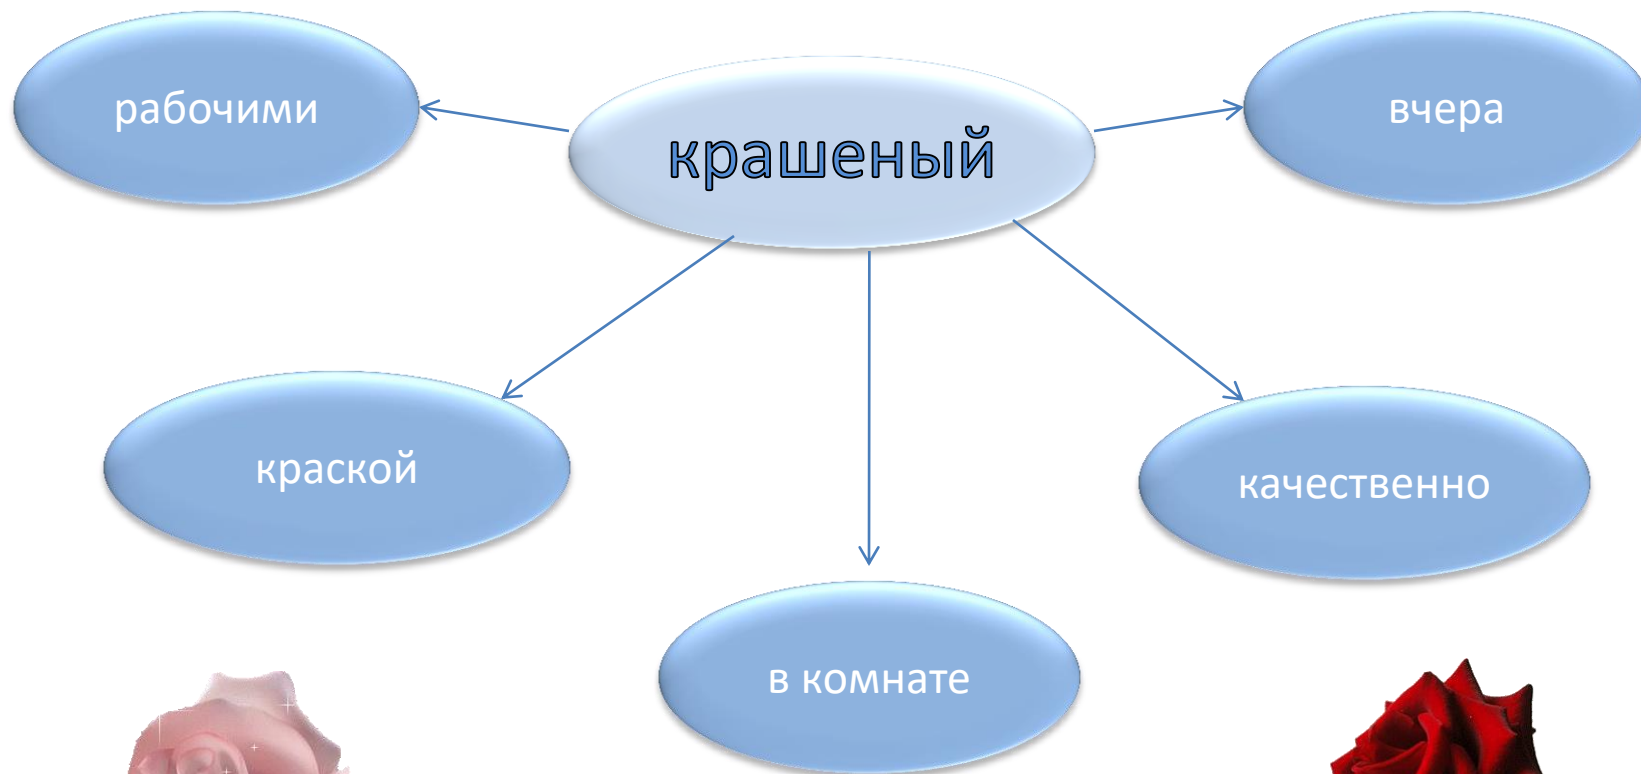 рабочими
крашеный
вчера
краской
качественно
в комнате